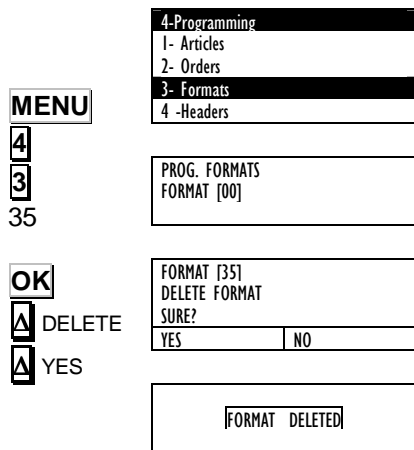 4-Programming
1- Articles
2- Orders
3- Formats
4 -Headers
MENU
4
3
35
PROG. FORMATS
FORMAT [00]
OK
Δ DELETE
Δ YES
FORMAT [35]
DELETE FORMAT
SURE?
YES NO
FORMAT DELETED